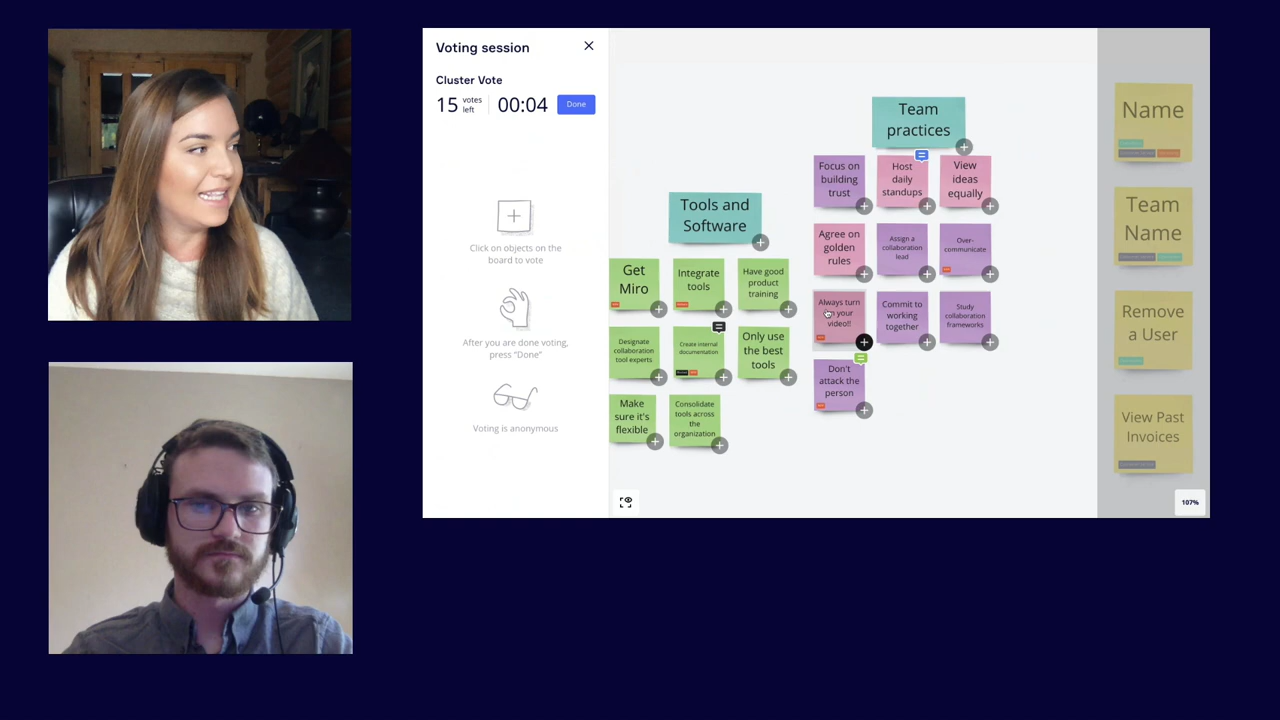 Voting session
Cluster Vote
15 votes left
00:04
Done
Click on objects on the
board to vote
After you are done voting,
press “Done”
Voting is anonymous
Tools and
Software
Get
Miro
Integrate
tools
Have good
product
training
Designate
collaboration
tool experts
Create internal
documentation
Only use
the best
tools
Make
sure it's
flexible
Consolidate
tools across
the
organization
Team
practices
Focus on
building
trust
Host
daily
standups
View
ideas
equally
Agree on
golden
rules
Assign a
collaboration
lead
Over-
communicate
Always turn
on your
video!!
Commit to
working
together
Study
collaboration
frameworks
Don't
attack the
person
Name
Team
Name
Remove
a User
View Past
Invoices
107%